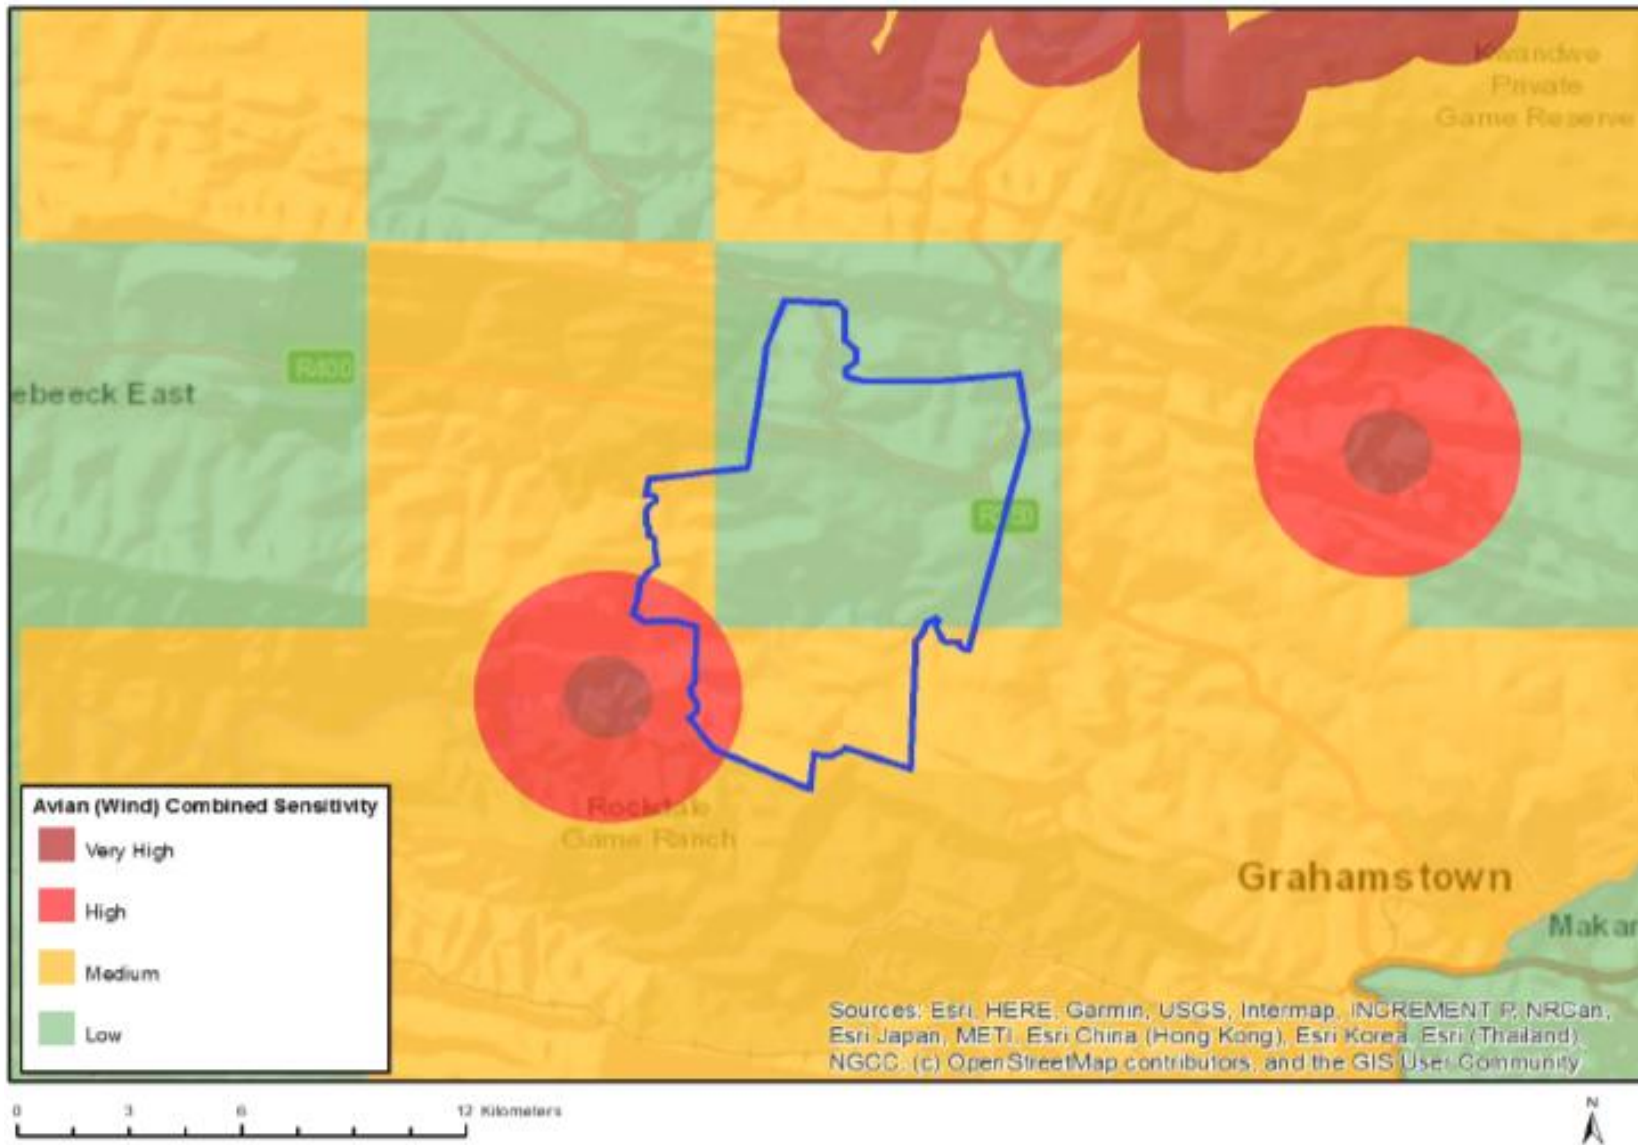 Kwandwe
Private
Game Reserve
R400
ebeeck East
Game Ranch
Grahamstown
Makar
Avian (Wind) Combined Sensitivity
Very High
High
Medium
Low
Sources: Esri, HERE, Garmin, USGS, Intermap, INCREMENT P, NRCan,
Esri Japan, METI, Esri China (Hong Kong), Esri Korea, Esri (Thailand),
NGCC, (c) OpenStreetMap contributors, and the GIS User Community
0 3 6 12 Kilometers
N